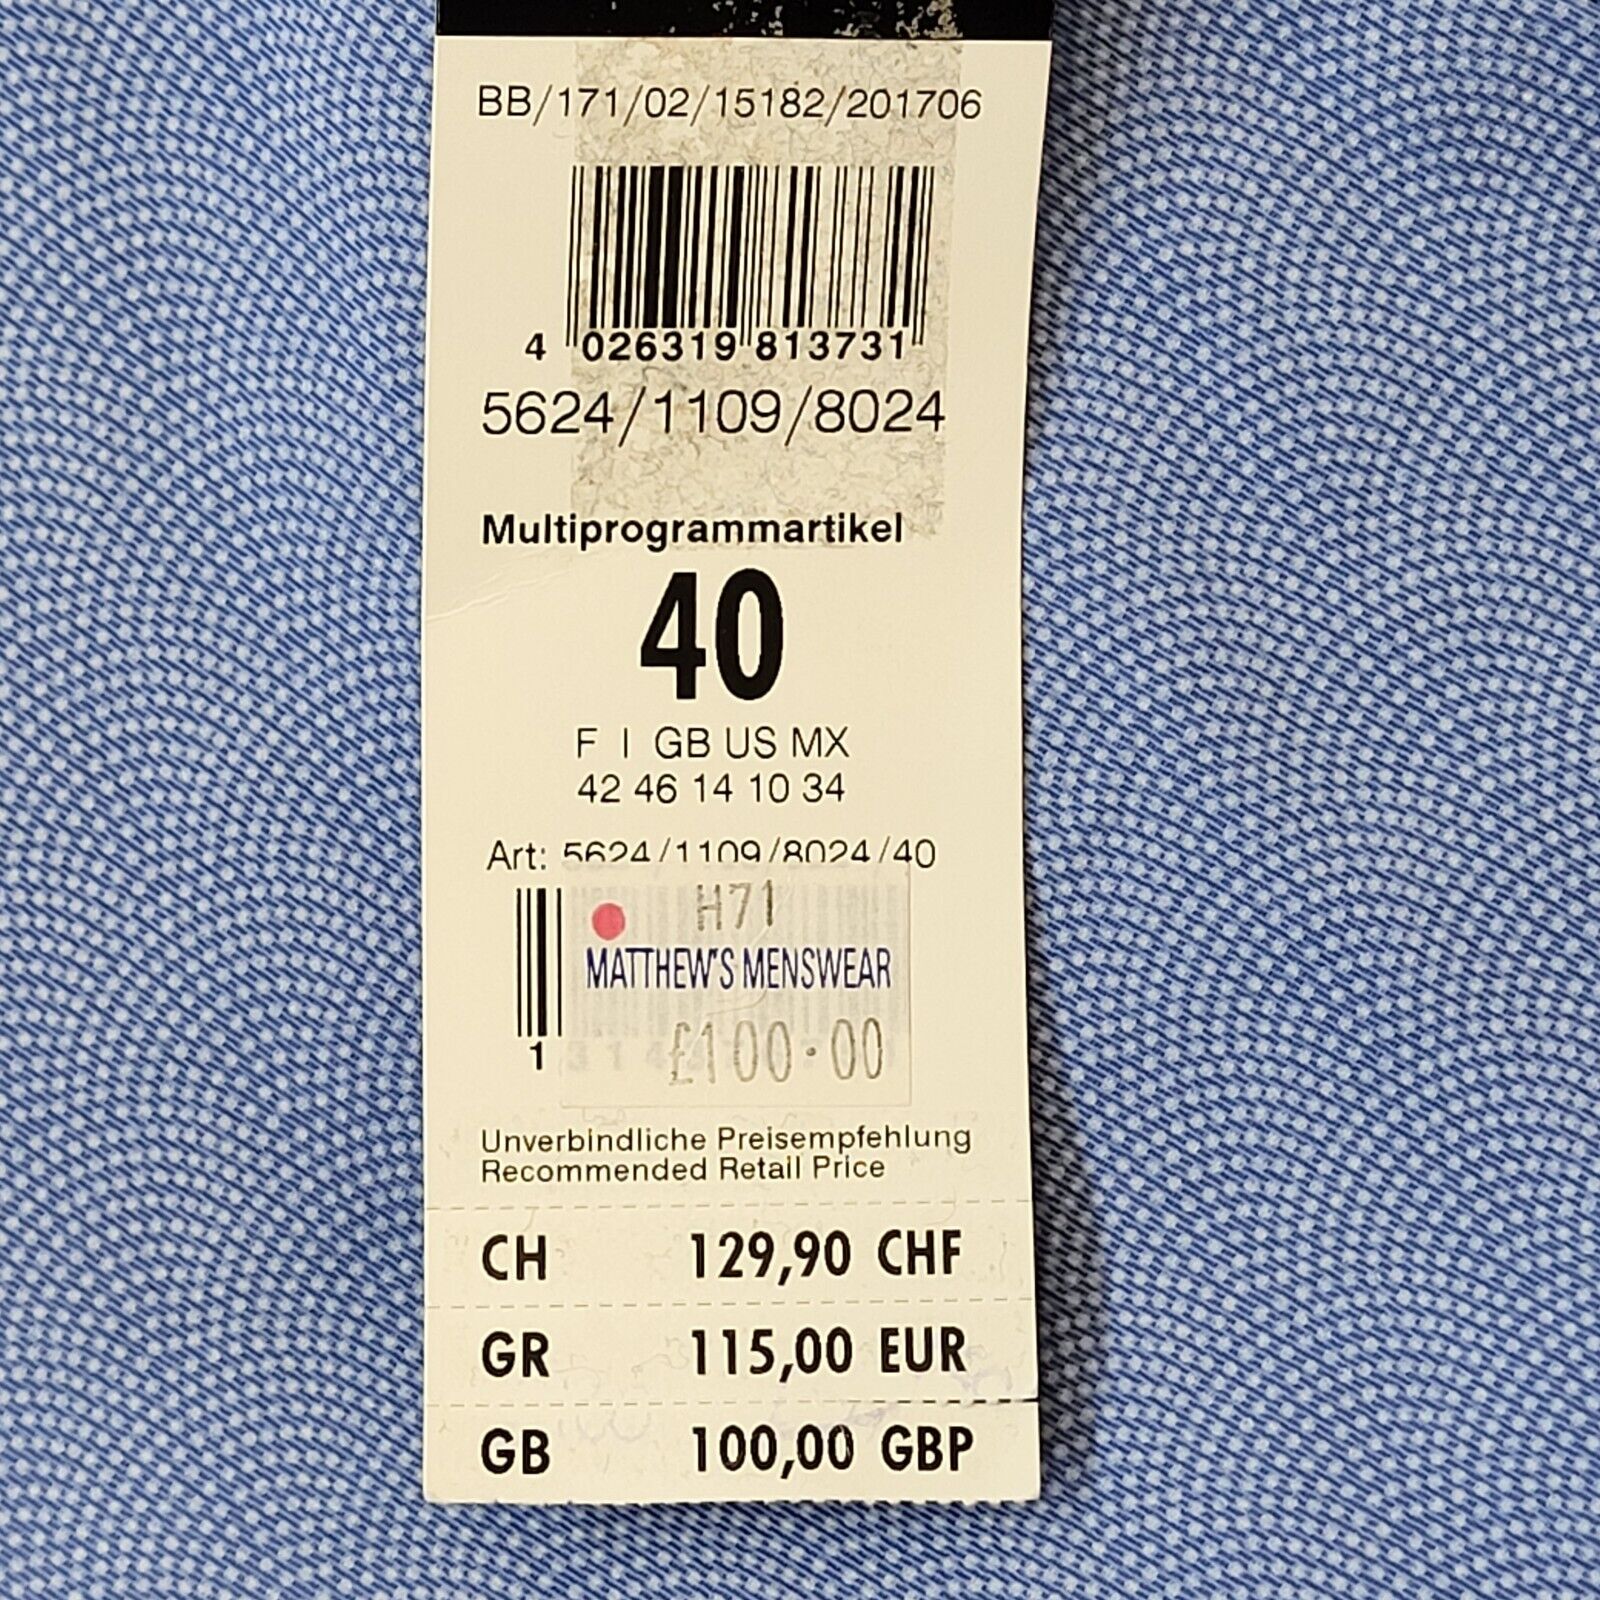 BB/171/02/15182/201706
4 026319 813731
5624/1109/8024
Multiprogrammartikel
40
F I GB US MX
42 46 14 10 34
Art: 5624/1109/8024/40
H71
MATTHEW'S MENSWEAR
£100.00
1
Unverbindliche Preisempfehlung
Recommended Retail Price
CH 129,90 CHF
GR 115,00 EUR
GB 100,00 GBP